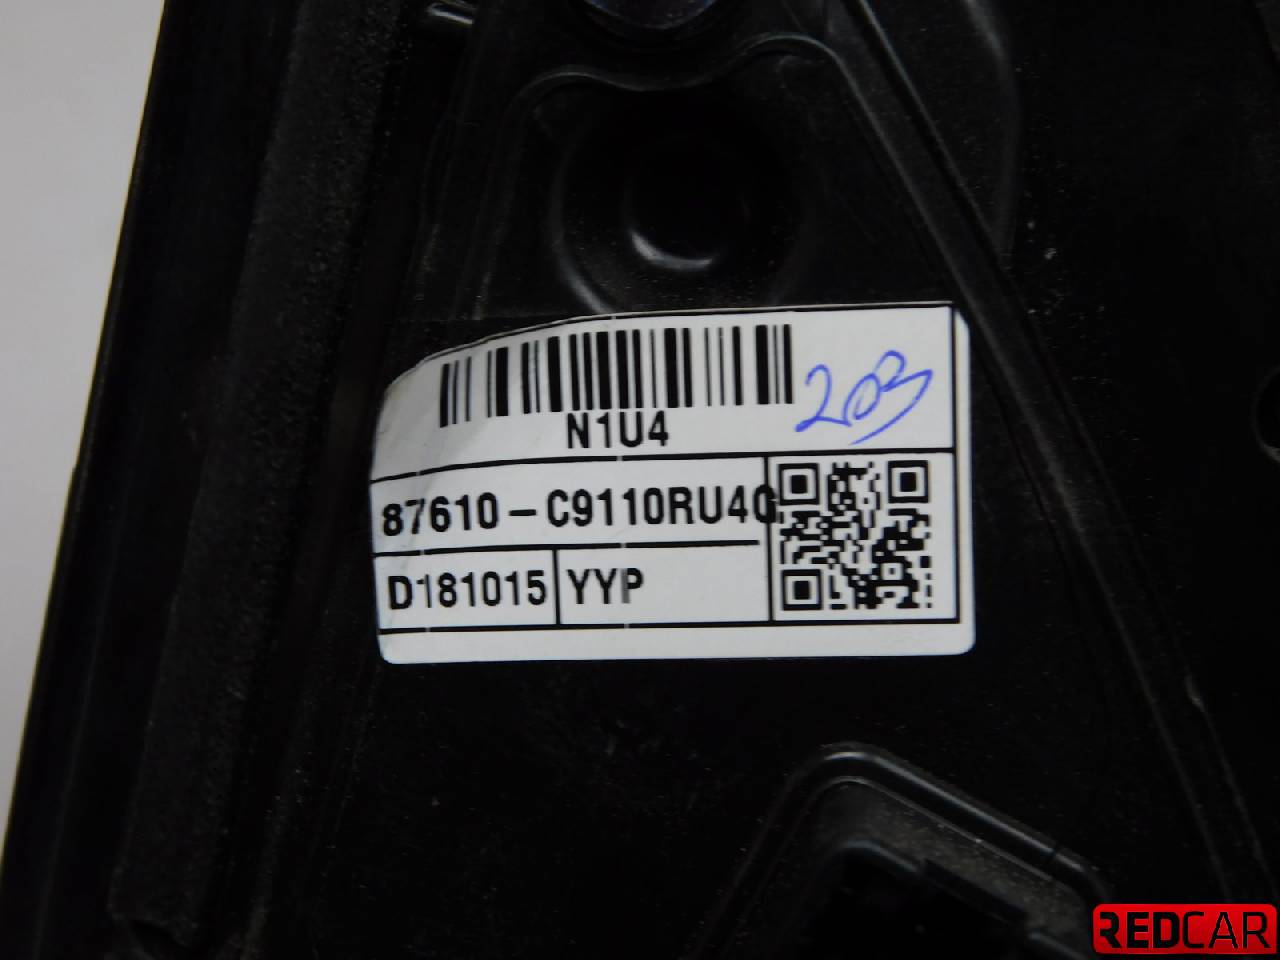 N1U4
203
87610-C9110RU4G
D181015 YYP
REDCAR